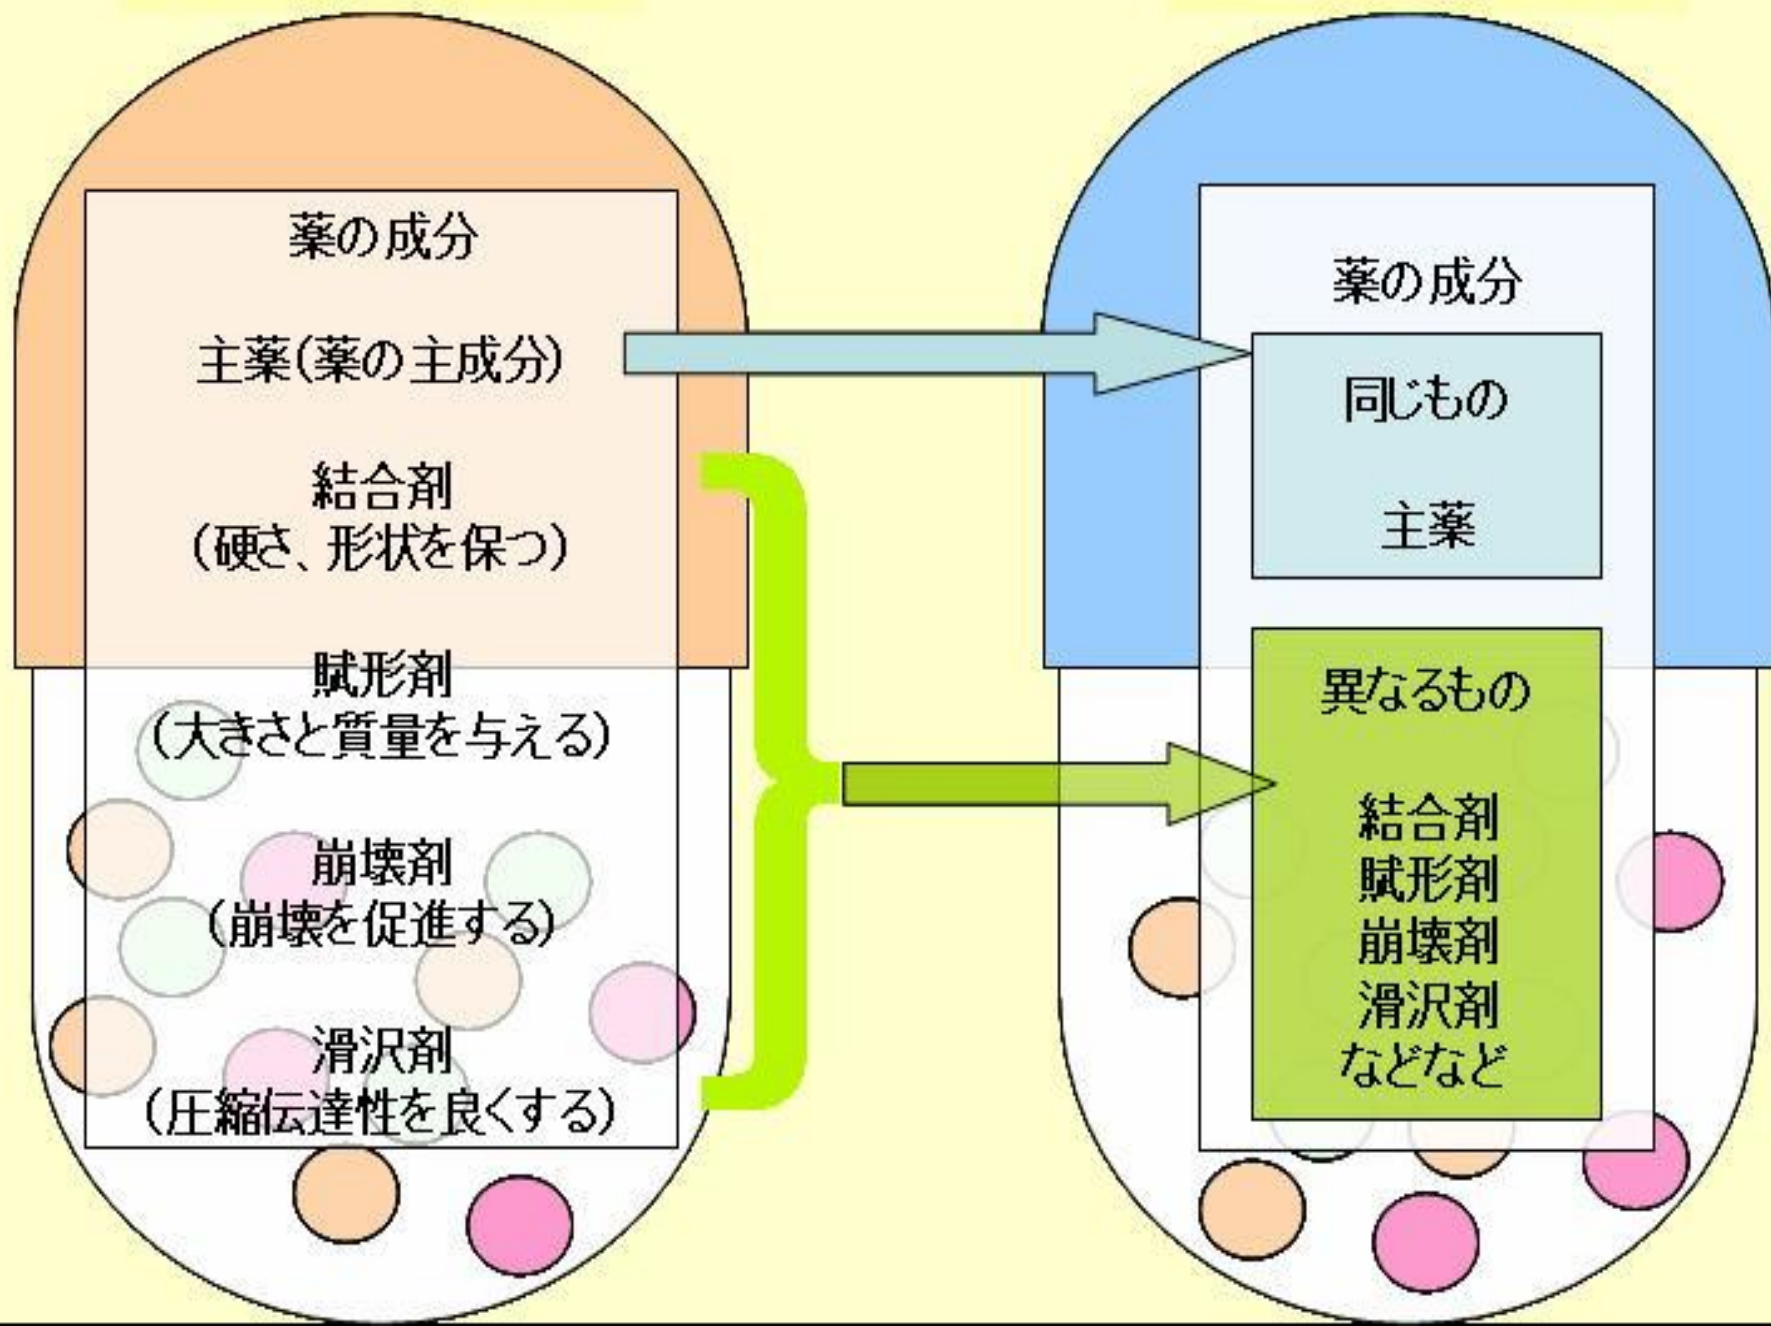 薬の成分
主薬(薬の主成分)
結合剤
(硬さ、形状を保つ)
賦形剤
(大きさと質量を与える)
崩壊剤
(崩壊を促進する)
滑沢剤
(圧縮伝達性を良くする)
薬の成分
同じもの
主薬
異なるもの
結合剤
賦形剤
崩壊剤
滑沢剤
などなど